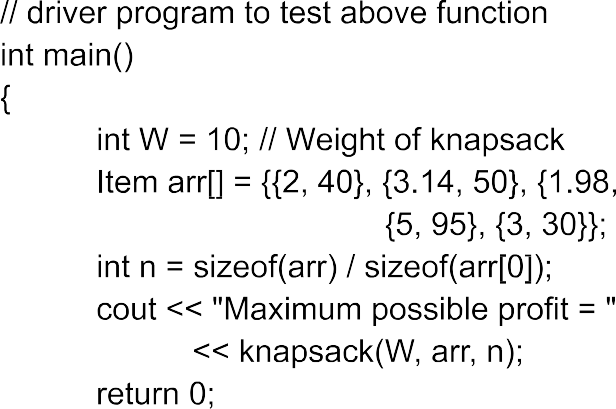 // driver program to test above function
int main()
{
int W = 10; // Weight of knapsack
Item arr[] = {{2, 40}, {3.14, 50}, {1.98,
{5, 95}, {3, 30}};
int n = sizeof(arr) / sizeof(arr[0]);
cout << "Maximum possible profit = "
<< knapsack(W, arr, n);
return 0;